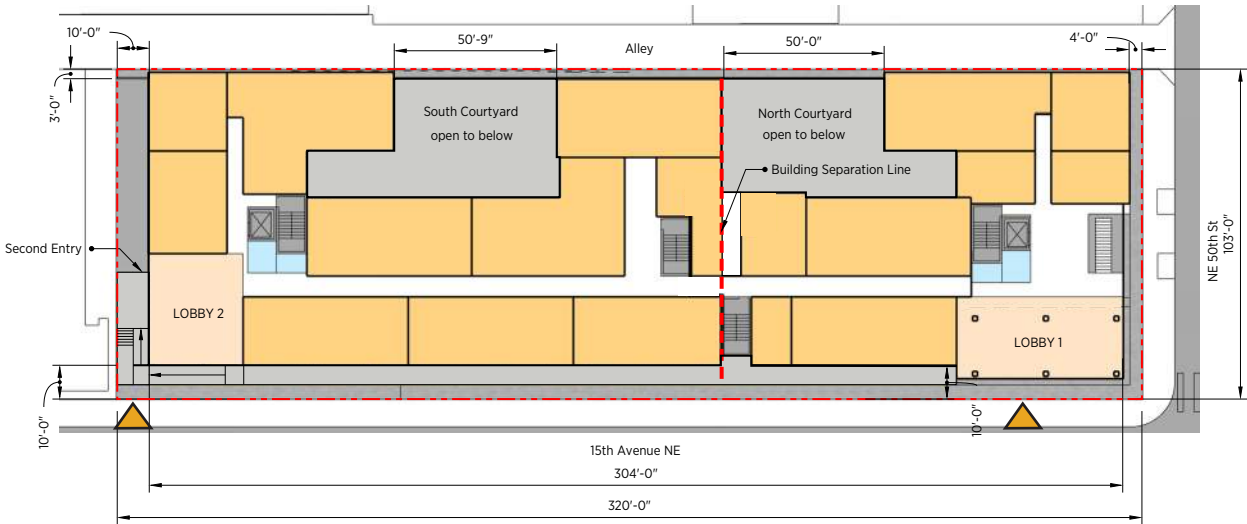 10'-0"
50'-9"
Alley
50'-0"
4'-0"
3'-0"
South Courtyard
open to below
North Courtyard
open to below
Building Separation Line
NE 50th St
103'-0"
Second Entry
LOBBY 2
LOBBY 1
10'-0"
10'-0"
15th Avenue NE
304'-0"
320'-0"